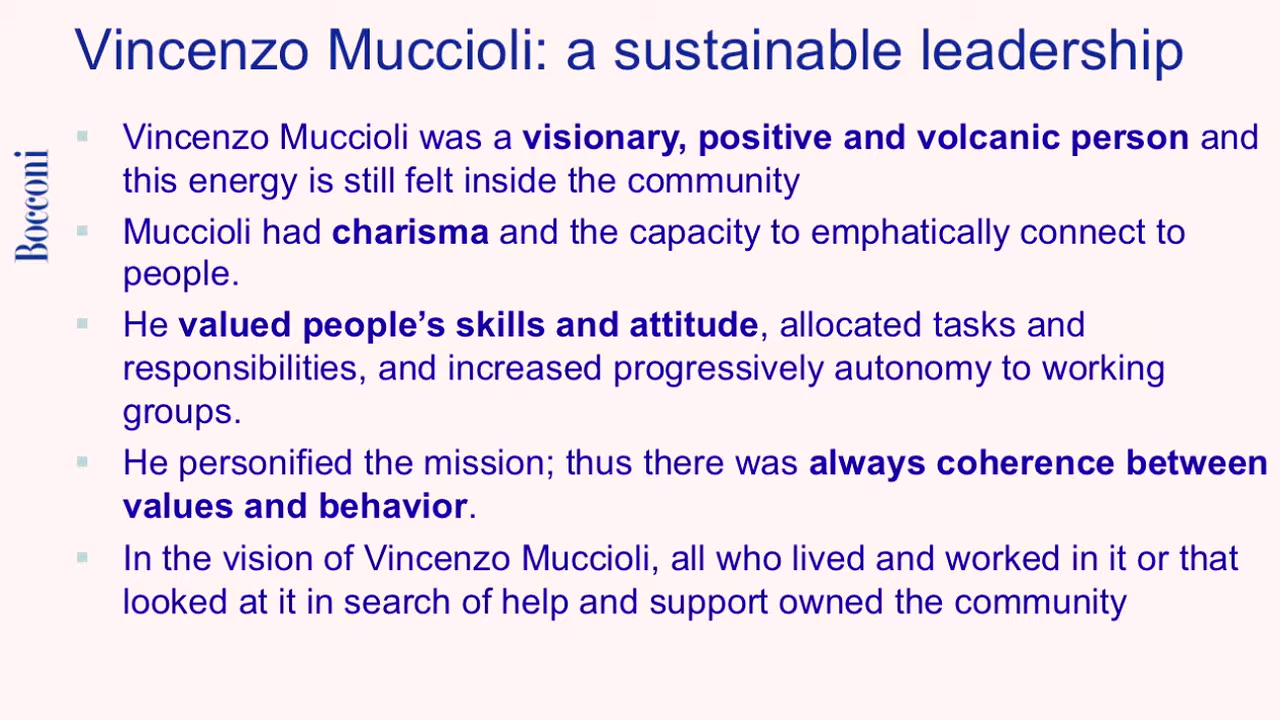 Vincenzo Muccioli: a sustainable leadership
Bocconi
Vincenzo Muccioli was a visionary, positive and volcanic person and
this energy is still felt inside the community
Muccioli had charisma and the capacity to emphatically connect to
people.
He valued people’s skills and attitude, allocated tasks and
responsibilities, and increased progressively autonomy to working
groups.
He personified the mission; thus there was always coherence between
values and behavior.
In the vision of Vincenzo Muccioli, all who lived and worked in it or that
looked at it in search of help and support owned the community